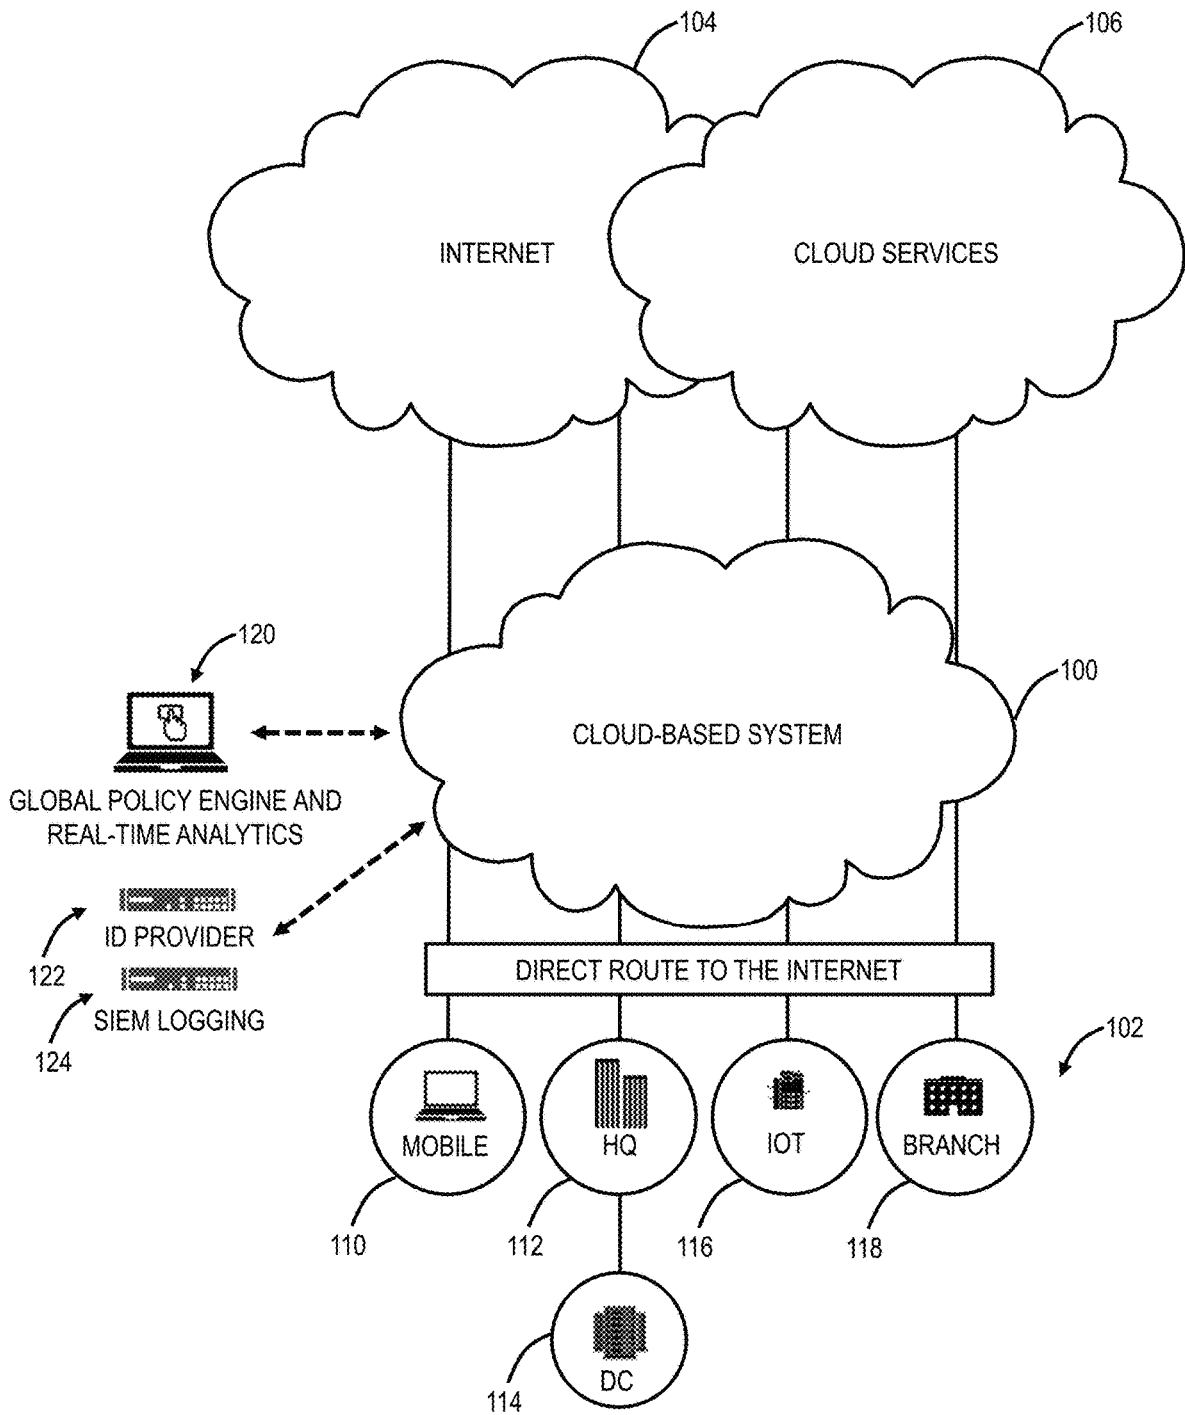 104
106
INTERNET
CLOUD SERVICES
120
100
CLOUD-BASED SYSTEM
GLOBAL POLICY ENGINE AND
REAL-TIME ANALYTICS
ID PROVIDER
122
DIRECT ROUTE TO THE INTERNET
SIEM LOGGING
124
102
MOBILE
HQ
IOT
BRANCH
110
112
116
118
DC
114